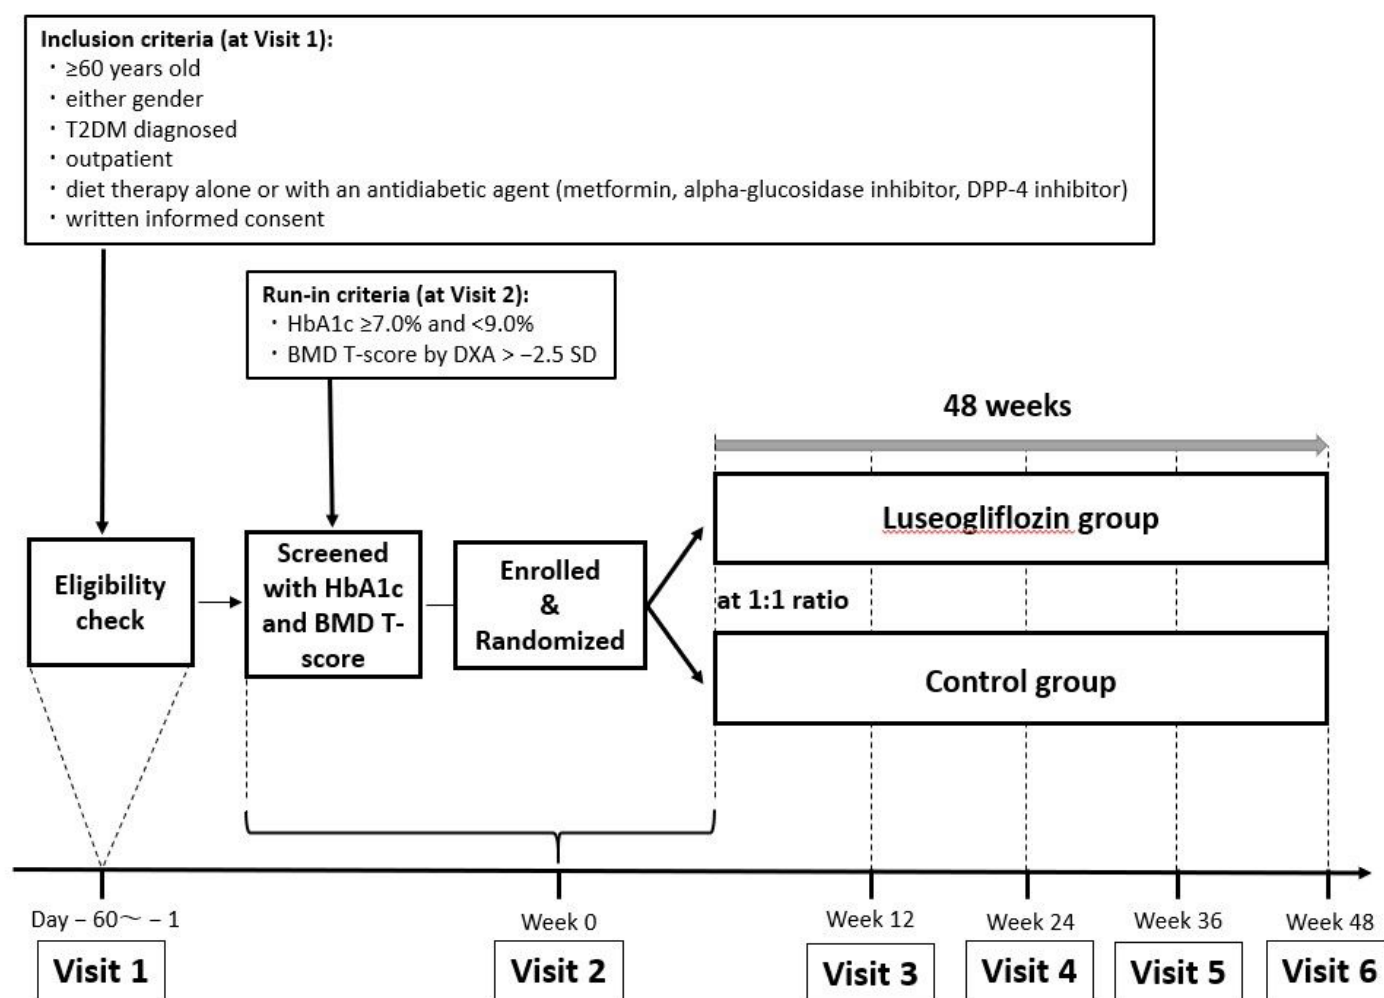 Inclusion criteria (at Visit 1):
・≥60 years old
・either gender
・T2DM diagnosed
・outpatient
・diet therapy alone or with an antidiabetic agent (metformin, alpha-glucosidase inhibitor, DPP-4 inhibitor)
・written informed consent
Run-in criteria (at Visit 2):
・HbA1c ≥7.0% and <9.0%
・BMD T-score by DXA > −2.5 SD
48 weeks
Eligibility
check
Screened
with HbA1c
and BMD T-
score
Enrolled
&
Randomized
Luseogliflozin group
at 1:1 ratio
Control group
Day − 60～ − 1
Week 0
Week 12
Week 24
Week 36
Week 48
Visit 1
Visit 2
Visit 3
Visit 4
Visit 5
Visit 6